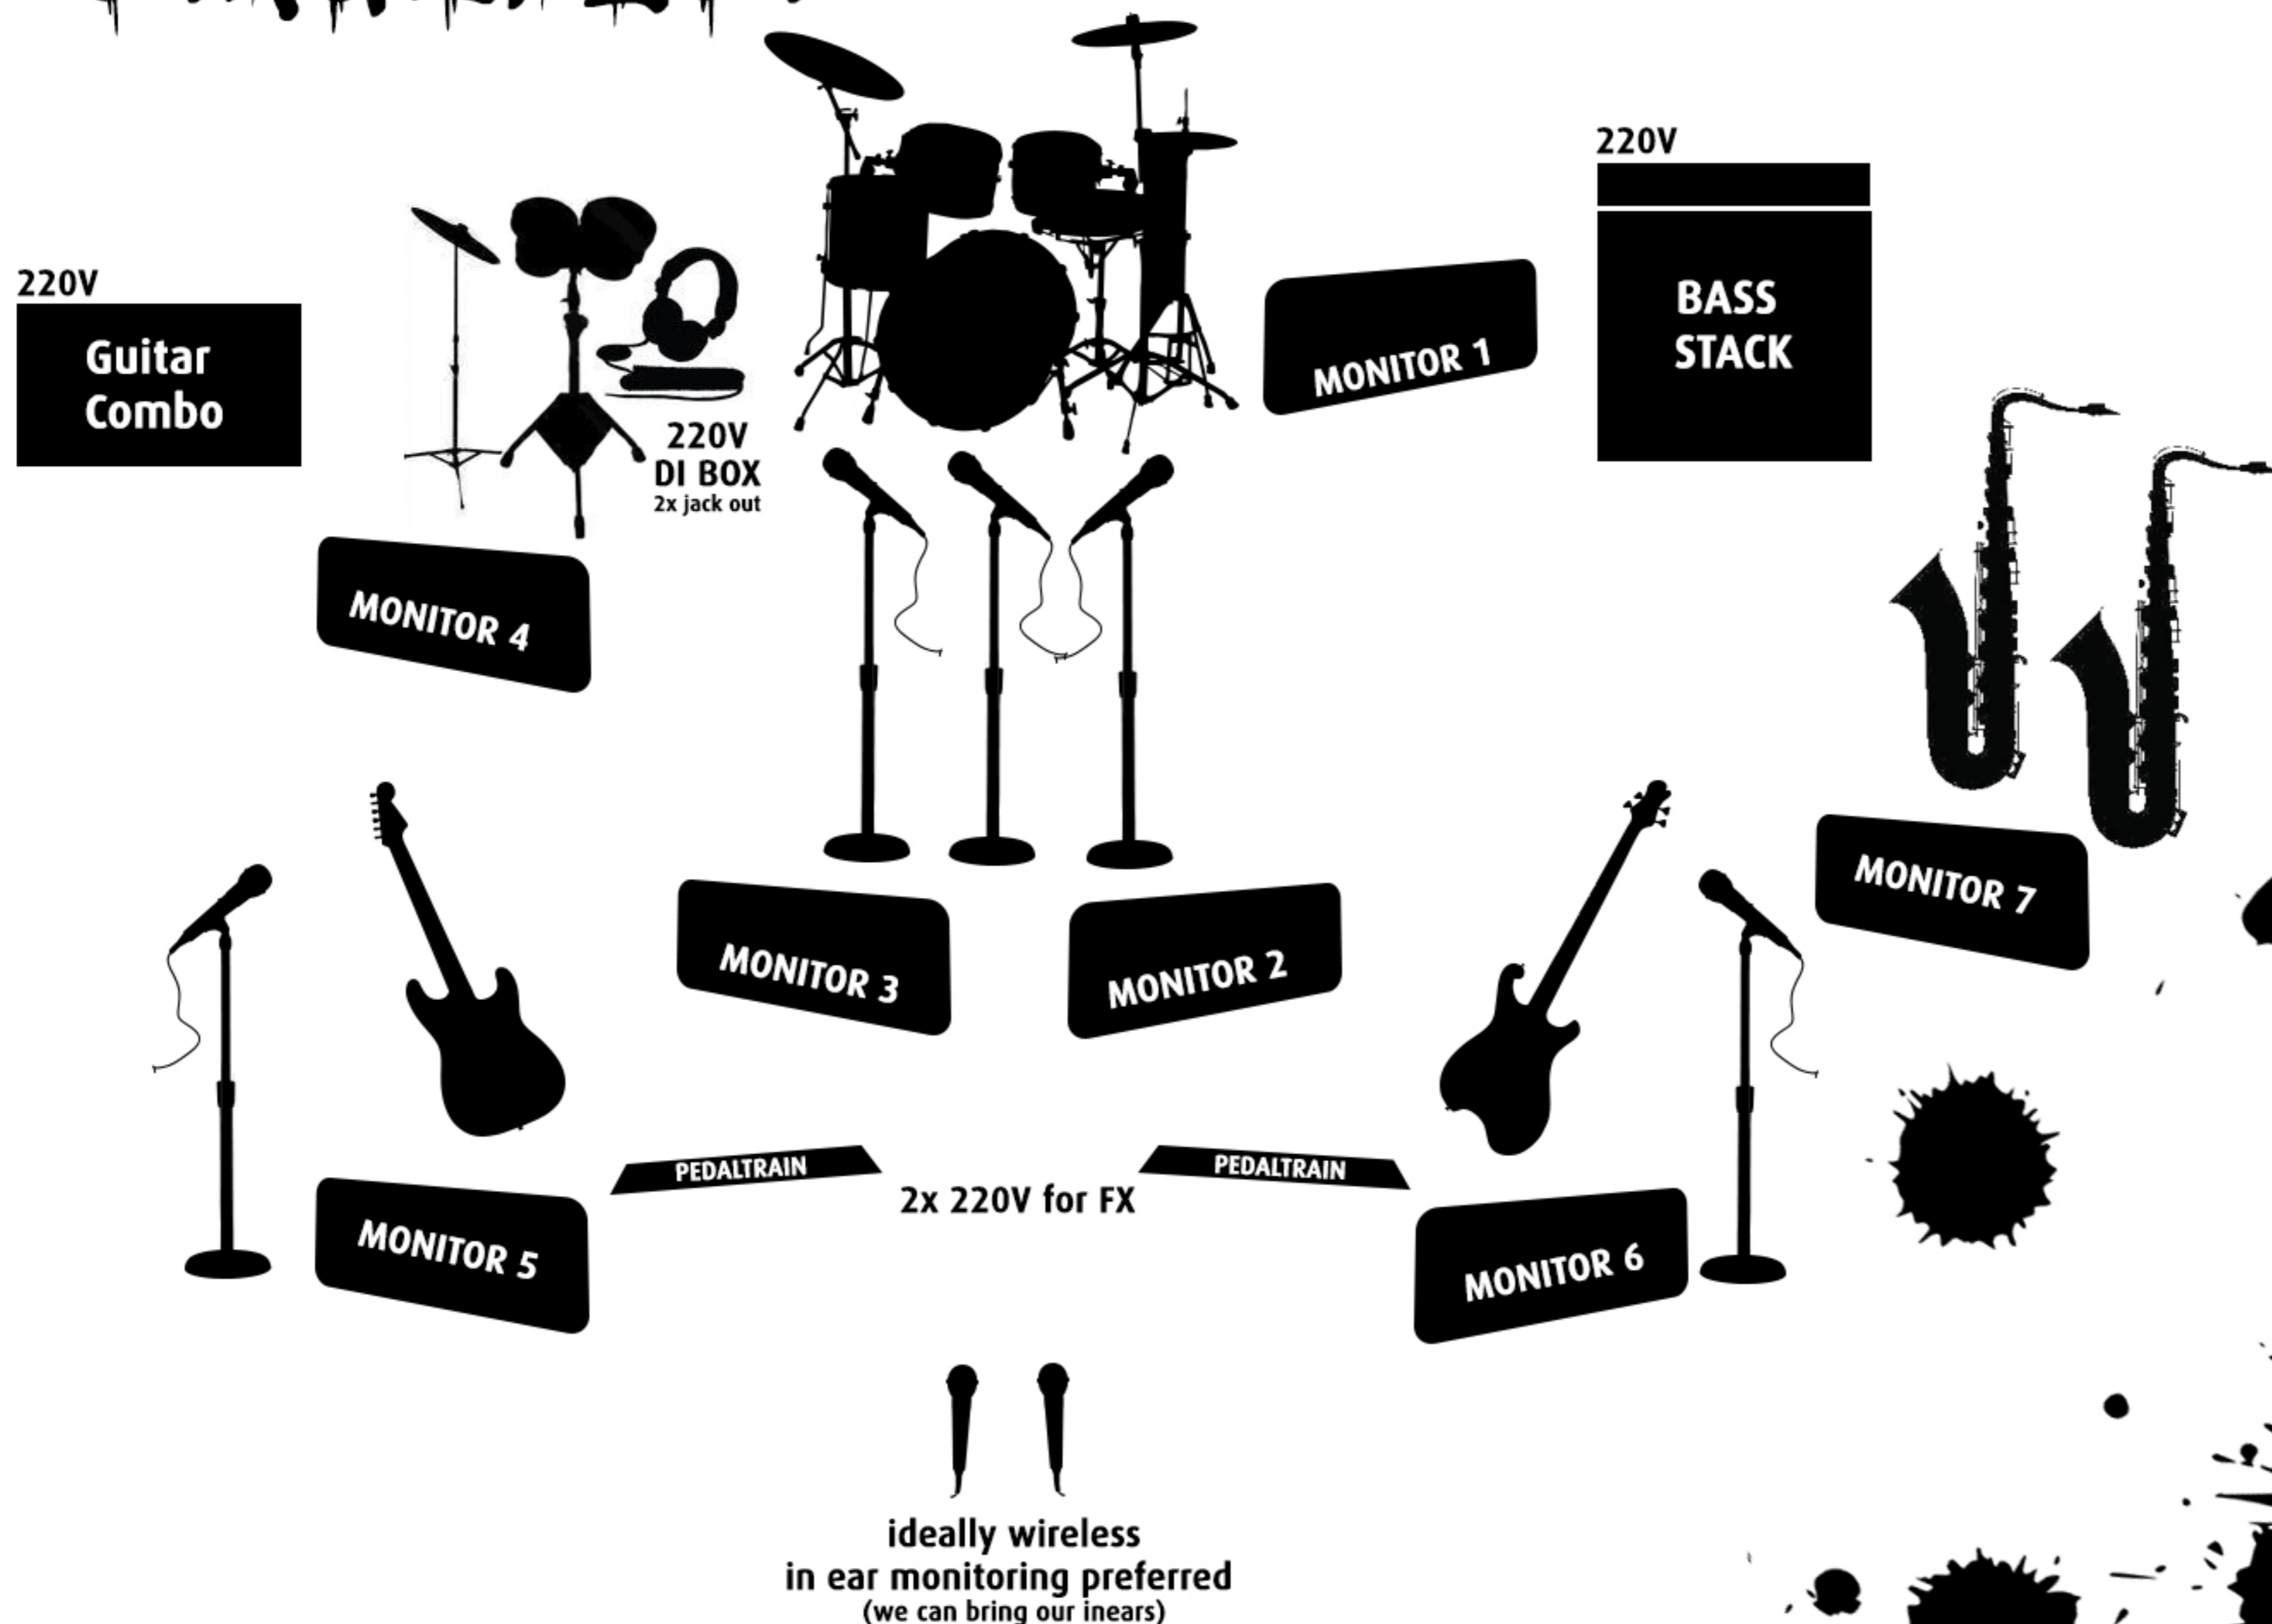 220V
BASS
STACK
220V
Guitar
Combo
MONITOR 1
220V
DI BOX
2x jack out
MONITOR 4
MONITOR 7
MONITOR 3
MONITOR 2
PEDALTRAIN
PEDALTRAIN
2x 220V for FX
MONITOR 5
MONITOR 6
ideally wireless
in ear monitoring preferred
(we can bring our inears)